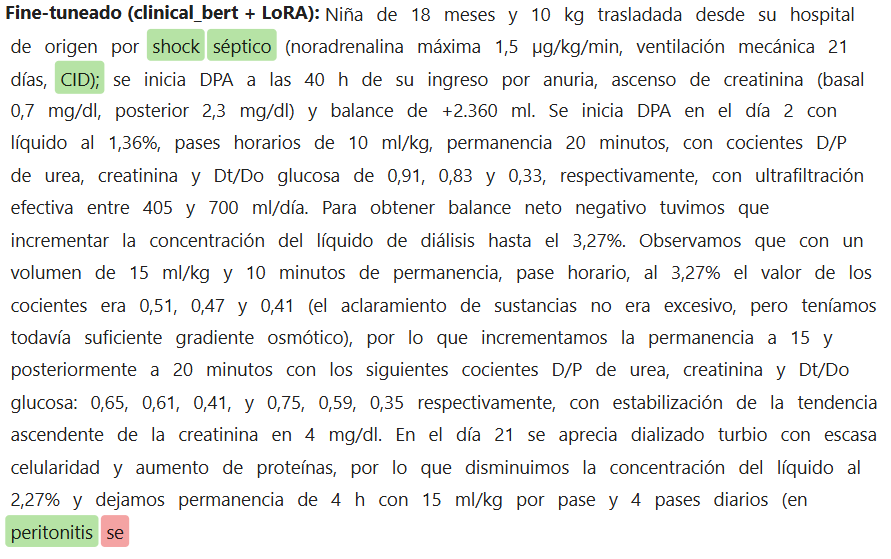 Fine-tuneado (clinical_bert + LoRA): Niña de 18 meses y 10 kg trasladada desde su hospital
de origen por shock séptico (noradrenalina máxima 1,5 µg/kg/min, ventilación mecánica 21
días, CID); se inicia DPA a las 40 h de su ingreso por anuria, ascenso de creatinina (basal
0,7 mg/dl, posterior 2,3 mg/dl) y balance de +2.360 ml. Se inicia DPA en el día 2 con
líquido al 1,36%, pases horarios de 10 ml/kg, permanencia 20 minutos, con cocientes D/P
de urea, creatinina y Dt/Do glucosa de 0,91, 0,83 y 0,33, respectivamente, con ultrafiltración
efectiva entre 405 y 700 ml/día. Para obtener balance neto negativo tuvimos que
incrementar la concentración del líquido de diálisis hasta el 3,27%. Observamos que con un
volumen de 15 ml/kg y 10 minutos de permanencia, pase horario, al 3,27% el valor de los
cocientes era 0,51, 0,47 y 0,41 (el aclaramiento de sustancias no era excesivo, pero teníamos
todavía suficiente gradiente osmótico), por lo que incrementamos la permanencia a 15 y
posteriormente a 20 minutos con los siguientes cocientes D/P de urea, creatinina y Dt/Do
glucosa: 0,65, 0,61, 0,41, y 0,75, 0,59, 0,35 respectivamente, con estabilización de la tendencia
ascendente de la creatinina en 4 mg/dl. En el día 21 se aprecia dializado turbio con escasa
celularidad y aumento de proteínas, por lo que disminuimos la concentración del líquido al
2,27% y dejamos permanencia de 4 h con 15 ml/kg por pase y 4 pases diarios (en
peritonitis se